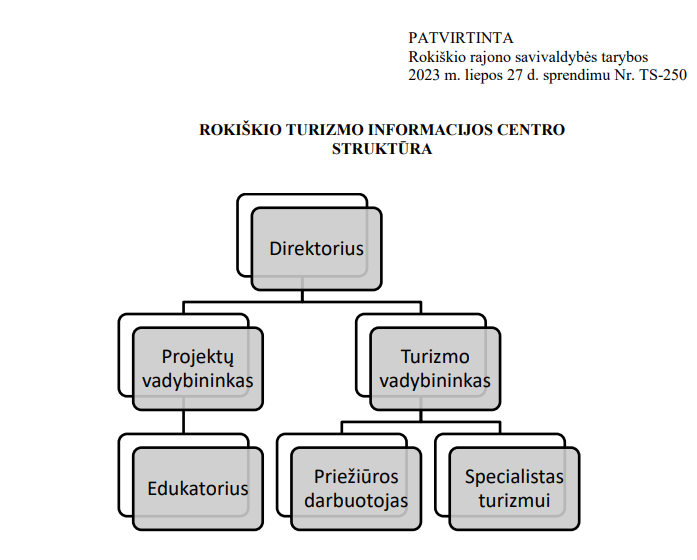 PATVIRTINTA
Rokiškio rajono savivaldybės tarybos
2023 m. liepos 27 d. sprendimu Nr. TS-250
ROKIŠKIO TURIZMO INFORMACIJOS CENTRO
STRUKTŪRA
Direktorius
Projektų
vadybininkas
Turizmo
vadybininkas
Edukatorius
Priežiūros
darbuotojas
Specialistas
turizmui